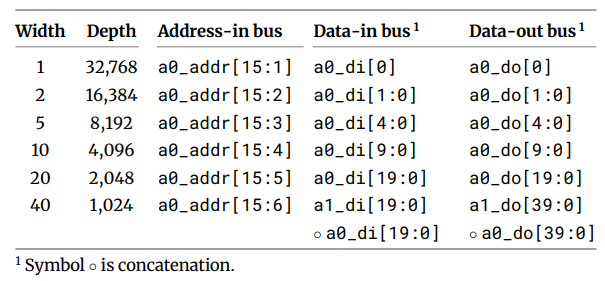 Width Depth Address-in bus Data-in bus¹ Data-out bus¹
1 32,768 a0_addr[15:1] a0_di[0] a0_do[0]
2 16,384 a0_addr[15:2] a0_di[1:0] a0_do[1:0]
5 8,192 a0_addr[15:3] a0_di[4:0] a0_do[4:0]
10 4,096 a0_addr[15:4] a0_di[9:0] a0_do[9:0]
20 2,048 a0_addr[15:5] a0_di[19:0] a0_do[19:0]
40 1,024 a0_addr[15:6] a1_di[19:0] a1_do[39:0]
∘ a0_di[19:0] ∘ a0_do[39:0]
¹ Symbol ∘ is concatenation.